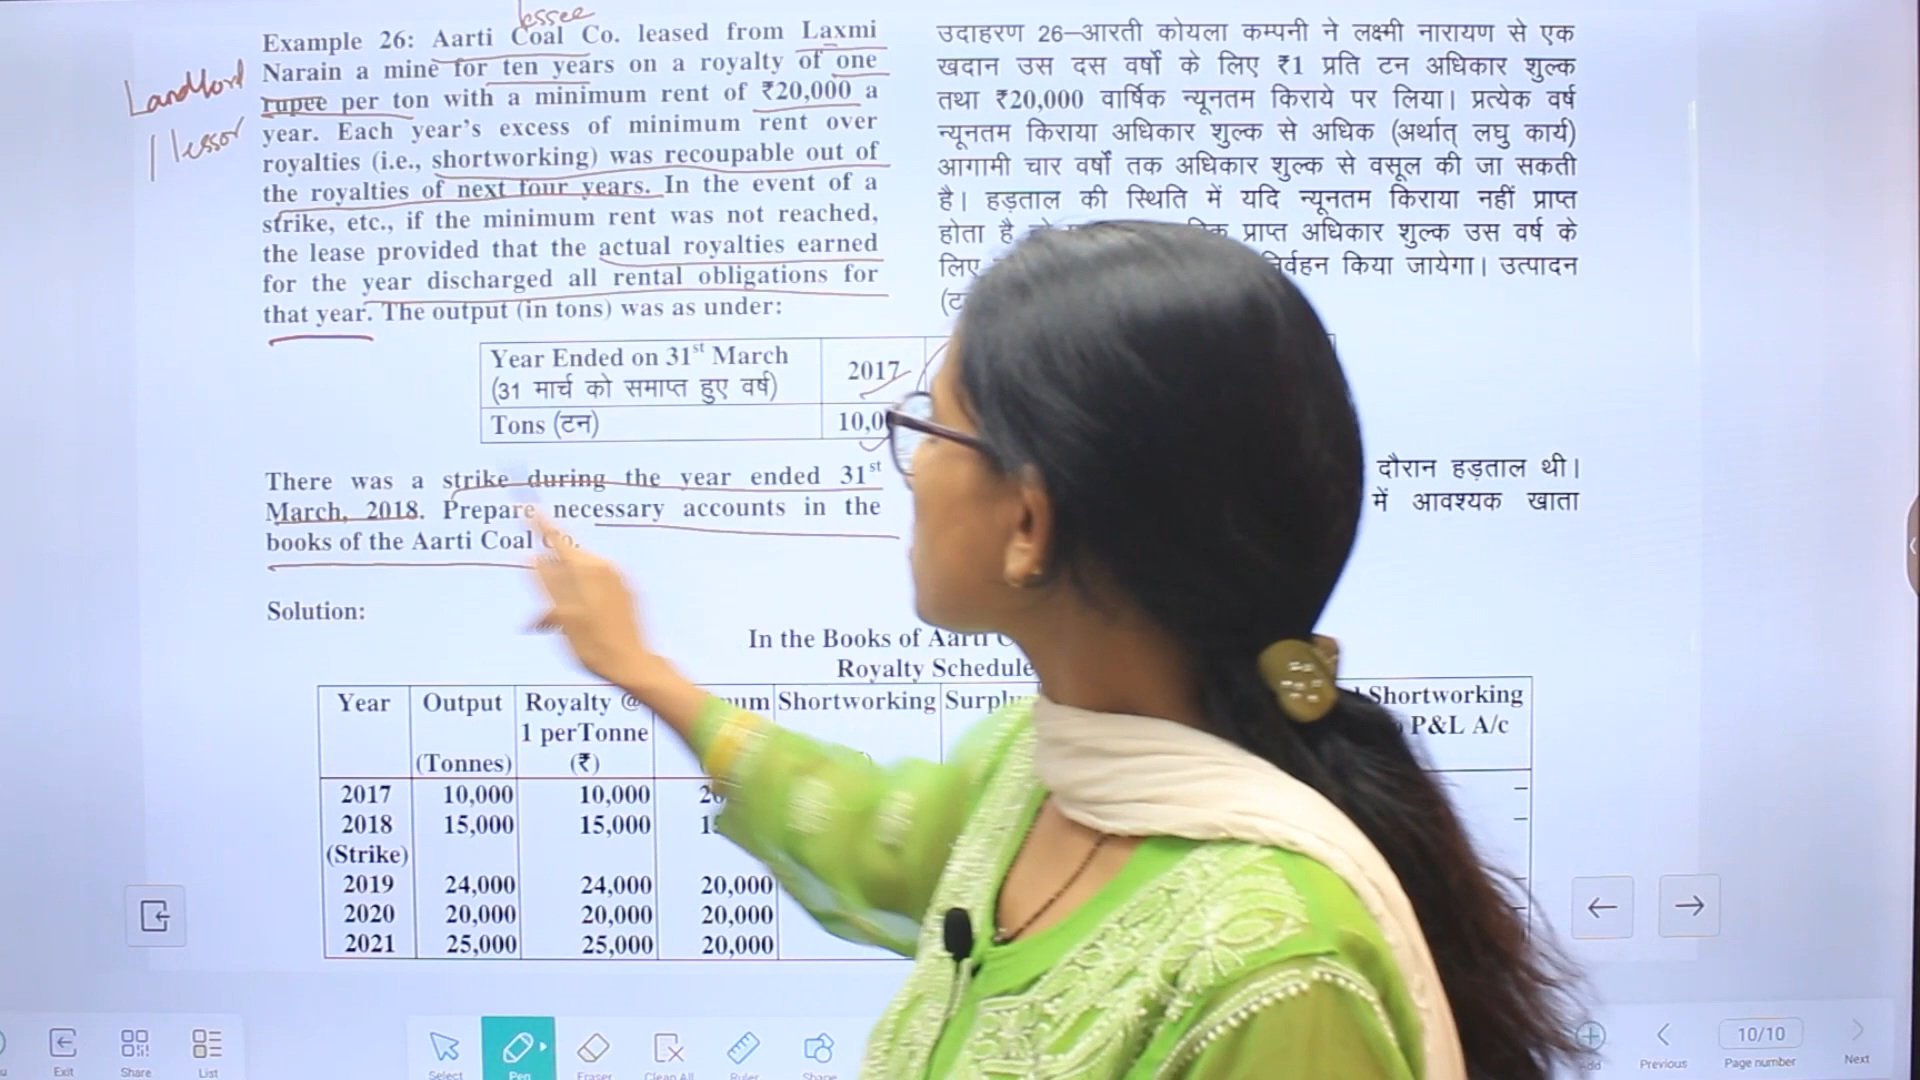 lessee
Example 26: Aarti Coal Co. leased from Laxmi
Narain a mine for ten years on a royalty of one
rupee per ton with a minimum rent of ₹20,000 a
year. Each year's excess of minimum rent over
royalties (i.e., shortworking) was recoupable out of
the royalties of next four years. In the event of a
strike, etc., if the minimum rent was not reached,
the lease provided that the actual royalties earned
for the year discharged all rental obligations for
that year. The output (in tons) was as under:
Landlord
/ lessor
उदाहरण 26–आरती कोयला कम्पनी ने लक्ष्मी नारायण से एक
खदान उस दस वर्षों के लिए ₹1 प्रति टन अधिकार शुल्क
तथा ₹20,000 वार्षिक न्यूनतम किराये पर लिया। प्रत्येक वर्ष
न्यूनतम किराया अधिकार शुल्क से अधिक (अर्थात् लघु कार्य)
आगामी चार वर्षों तक अधिकार शुल्क से वसूल की जा सकती
है। हड़ताल की स्थिति में यदि न्यूनतम किराया नहीं प्राप्त
होता है प्राप्त अधिकार शुल्क उस वर्ष के
लिए किया जायेगा। उत्पादन
Year Ended on 31st March 2017
(31 मार्च को समाप्त हुए वर्ष)
Tons (टन) 10,0
There was a strike during the year ended 31st
March, 2018. Prepare necessary accounts in the
books of the Aarti Coal Co.
दौरान हड़ताल थी।
में आवश्यक खाता
Solution:
In the Books of Aarti
Royalty Schedule
Year Output Royalty @ Shortworking Shortworking
1 perTonne P&L A/c
(Tonnes) (₹)
2017 10,000 10,000
2018 15,000 15,000
(Strike)
2019 24,000 24,000 20,000
2020 20,000 20,000 20,000
2021 25,000 25,000 20,000
Exit Share List Select Pen Eraser Clean All Ruler Shape Add Previous 10/10 Page number Next